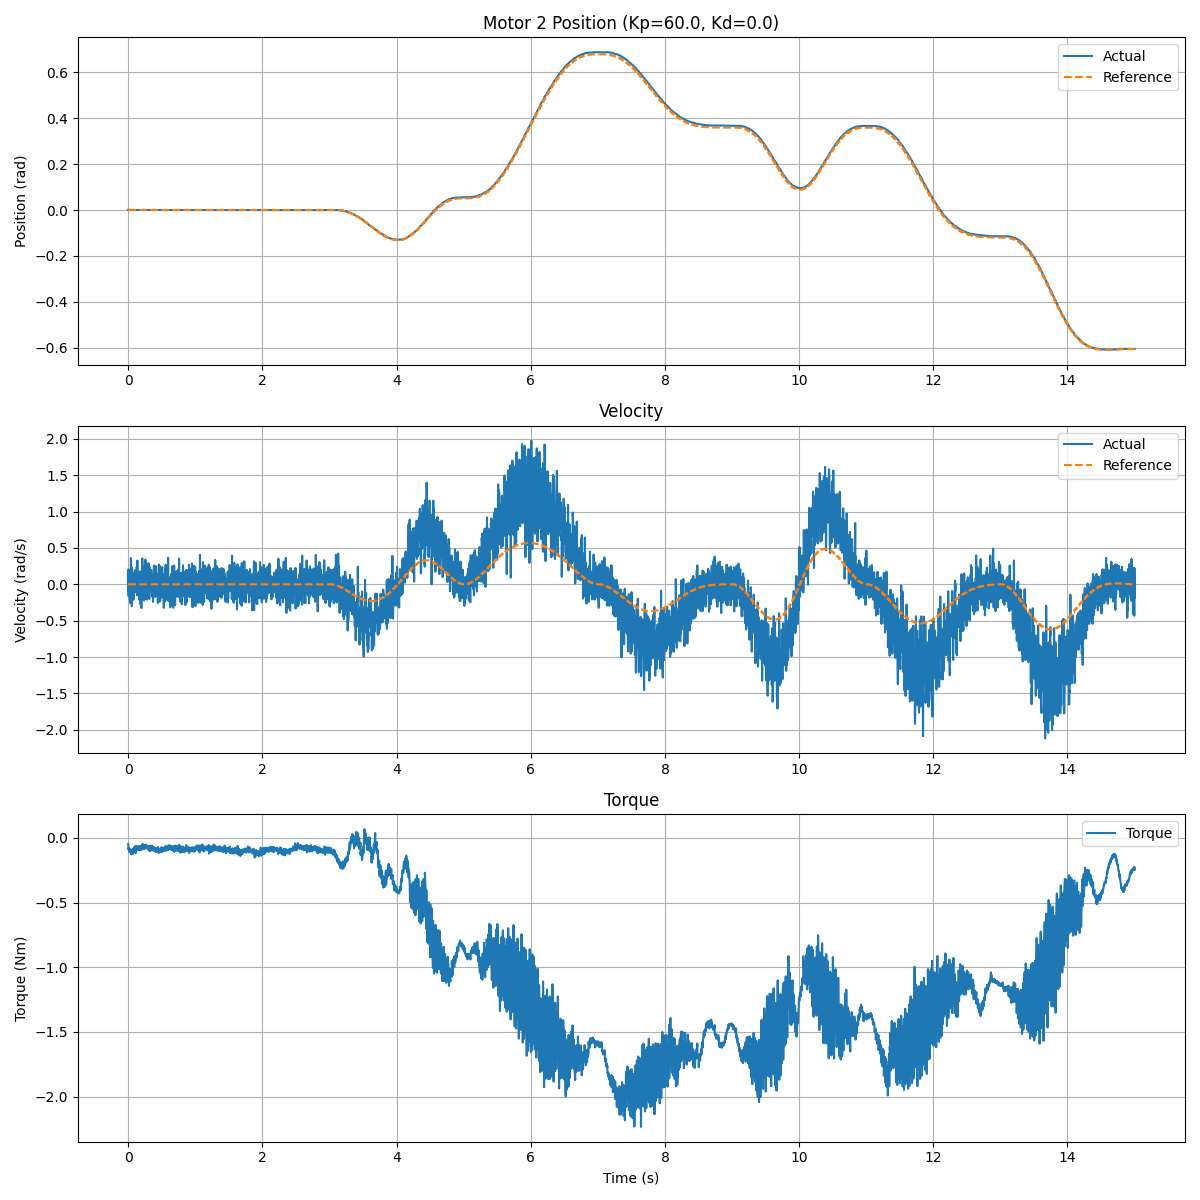 Motor 2 Position (Kp=60.0, Kd=0.0)
Position (rad)
0.6
0.4
0.2
0.0
−0.2
−0.4
−0.6
Actual
Reference
0 2 4 6 8 10 12 14
Velocity
Velocity (rad/s)
2.0
1.5
1.0
0.5
0.0
−0.5
−1.0
−1.5
−2.0
Actual
Reference
0 2 4 6 8 10 12 14
Torque
Torque (Nm)
0.0
−0.5
−1.0
−1.5
−2.0
Torque
0 2 4 6 8 10 12 14
Time (s)